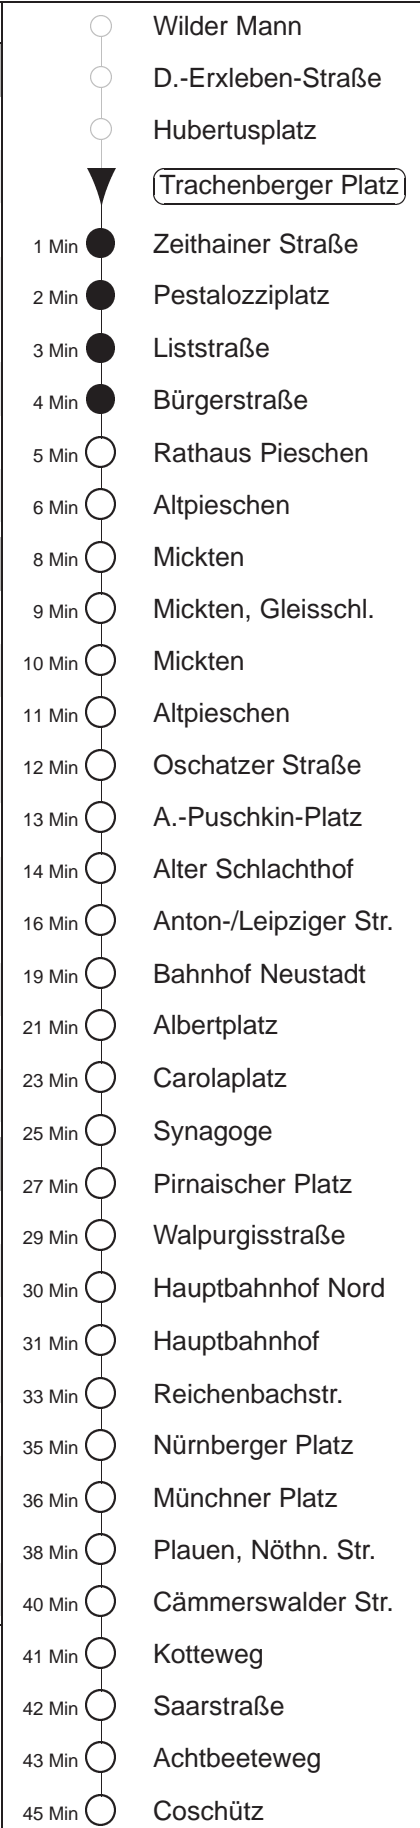 Wilder Mann
D.-Erxleben-Straße
Hubertusplatz
Trachenberger Platz
1 Min Zeithainer Straße
2 Min Pestalozziplatz
3 Min Liststraße
4 Min Bürgerstraße
5 Min Rathaus Pieschen
6 Min Altpieschen
8 Min Mickten
9 Min Mickten, Gleisschl.
10 Min Mickten
11 Min Altpieschen
12 Min Oschatzer Straße
13 Min A.-Puschkin-Platz
14 Min Alter Schlachthof
16 Min Anton-/Leipziger Str.
19 Min Bahnhof Neustadt
21 Min Albertplatz
23 Min Carolaplatz
25 Min Synagoge
27 Min Pirnaischer Platz
29 Min Walpurgisstraße
30 Min Hauptbahnhof Nord
31 Min Hauptbahnhof
33 Min Reichenbachstr.
35 Min Nürnberger Platz
36 Min Münchner Platz
38 Min Plauen, Nöthn. Str.
40 Min Cämmerswalder Str.
41 Min Kotteweg
42 Min Saarstraße
43 Min Achtbeeteweg
45 Min Coschütz